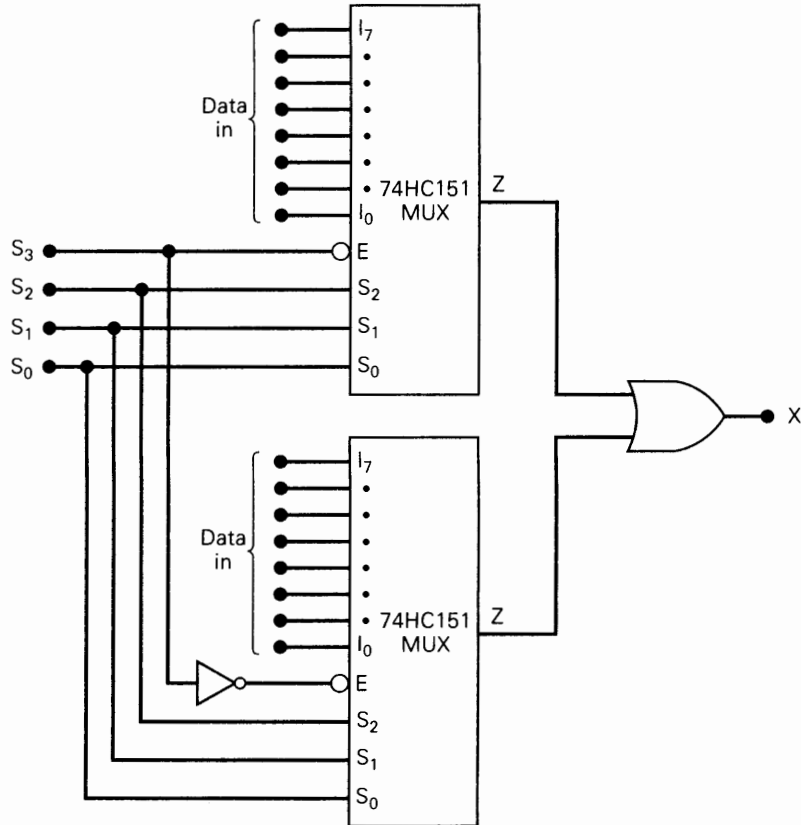 I7
Data
in
74HC151
MUX
I0
Z
S3
E
S2
S2
S1
S1
S0
S0
X
I7
Data
in
74HC151
MUX
I0
Z
E
S2
S1
S0